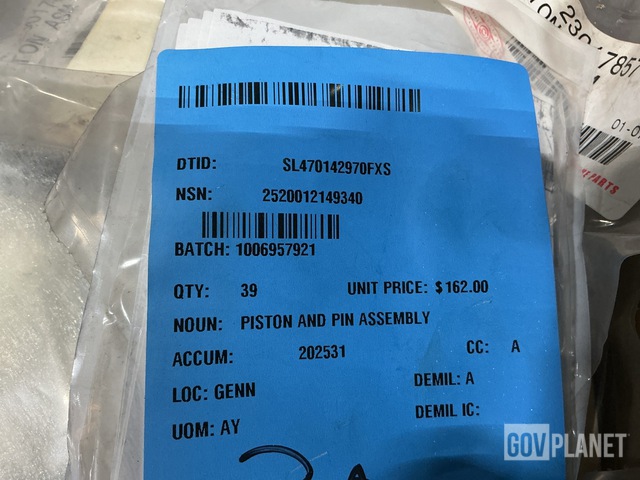 DTID: SL470142970FXS
NSN: 2520012149340
BATCH: 1006957921
QTY: 39 UNIT PRICE: $162.00
NOUN: PISTON AND PIN ASSEMBLY
ACCUM: 202531 CC: A
LOC: GENN DEMIL: A
UOM: AY DEMIL IC:
GOVPLANET
PARTS